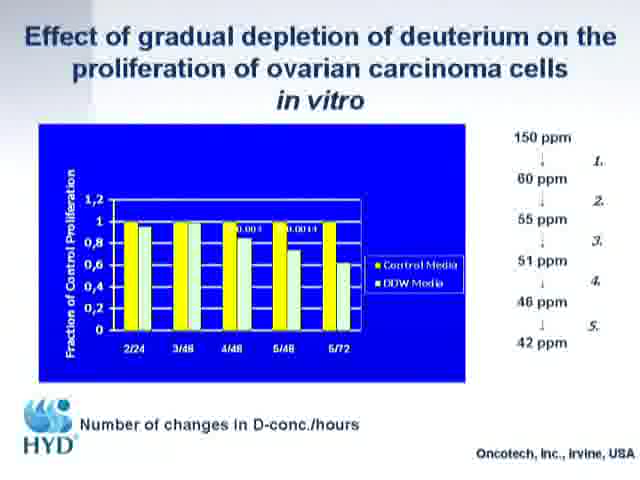 Effect of gradual depletion of deuterium on the
proliferation of ovarian carcinoma cells
in vitro
Fraction of Control Proliferation
1,2
1
0,8
0,6
0,4
0,2
0
0.0014
Control Media
DDW Media
2/24 3/48 4/48 5/48 5/72
150 ppm
↓ 1.
60 ppm
↓ 2.
55 ppm
↓ 3.
51 ppm
↓ 4.
46 ppm
↓ 5.
42 ppm
HYD®
Number of changes in D-conc./hours
Oncotech, Inc., Irvine, USA